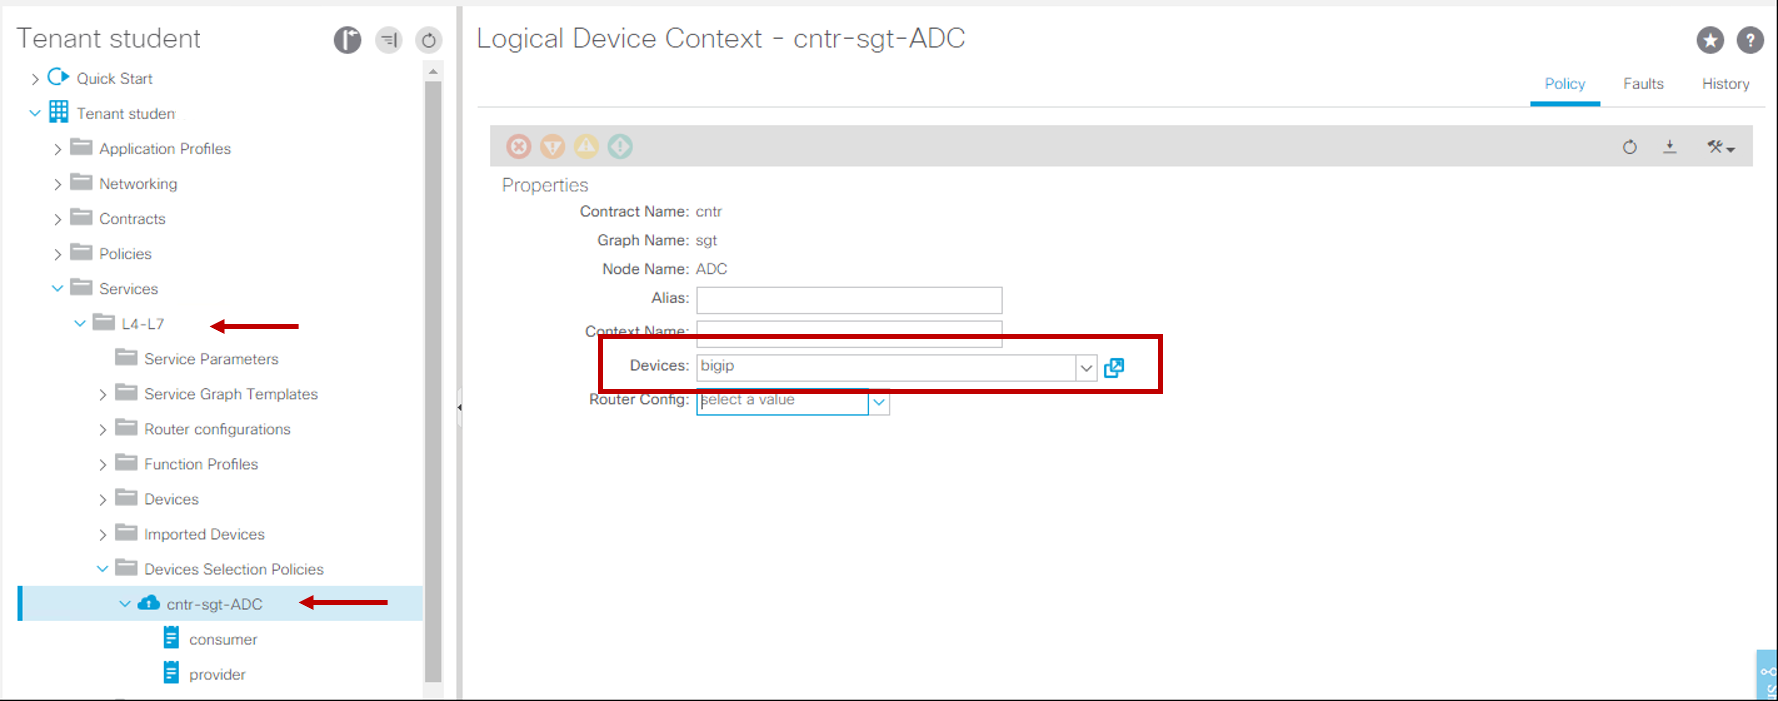 Tenant student
Quick Start
Tenant studen
Application Profiles
Networking
Contracts
Policies
Services
L4-L7
Service Parameters
Service Graph Templates
Router configurations
Function Profiles
Devices
Imported Devices
Devices Selection Policies
cntr-sgt-ADC
consumer
provider
Logical Device Context - cntr-sgt-ADC
Policy Faults History
Properties
Contract Name: cntr
Graph Name: sgt
Node Name: ADC
Alias:
Context Name:
Devices: bigip
Router Config: select a value